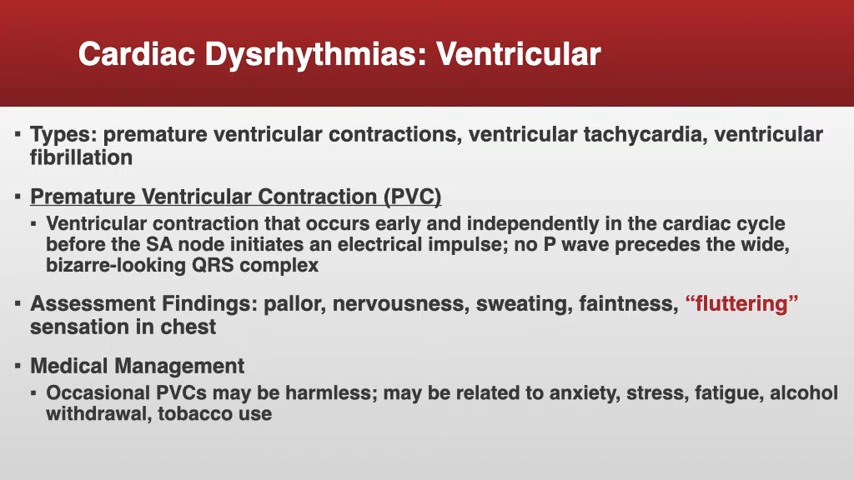 Cardiac Dysrhythmias: Ventricular
▪ Types: premature ventricular contractions, ventricular tachycardia, ventricular
fibrillation
▪ Premature Ventricular Contraction (PVC)
▪ Ventricular contraction that occurs early and independently in the cardiac cycle
before the SA node initiates an electrical impulse; no P wave precedes the wide,
bizarre-looking QRS complex
▪ Assessment Findings: pallor, nervousness, sweating, faintness, “fluttering”
sensation in chest
▪ Medical Management
▪ Occasional PVCs may be harmless; may be related to anxiety, stress, fatigue, alcohol
withdrawal, tobacco use